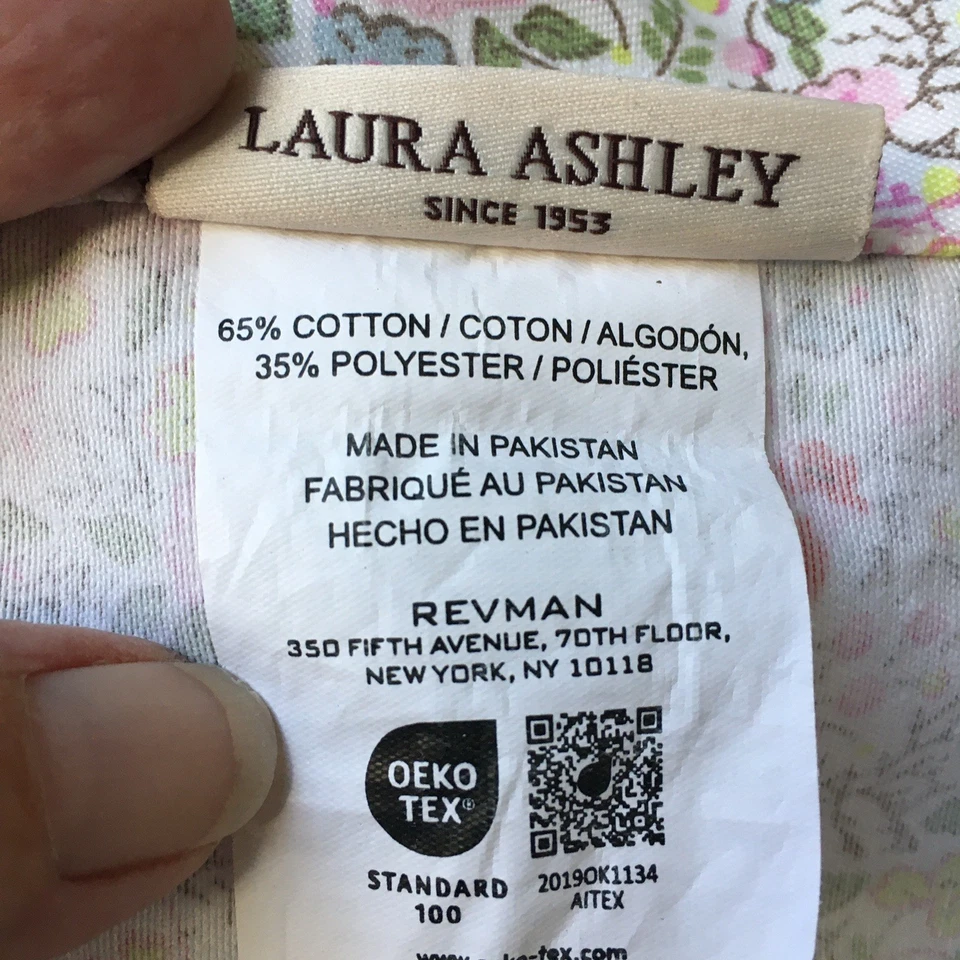 LAURA ASHLEY
SINCE 1953
65% COTTON / COTON / ALGODÓN,
35% POLYESTER / POLIÉSTER
MADE IN PAKISTAN
FABRIQUÉ AU PAKISTAN
HECHO EN PAKISTAN
REVMAN
350 FIFTH AVENUE, 70TH FLOOR,
NEW YORK, NY 10118
OEKO
TEX®
STANDARD
100
2019OK1134
AITEX